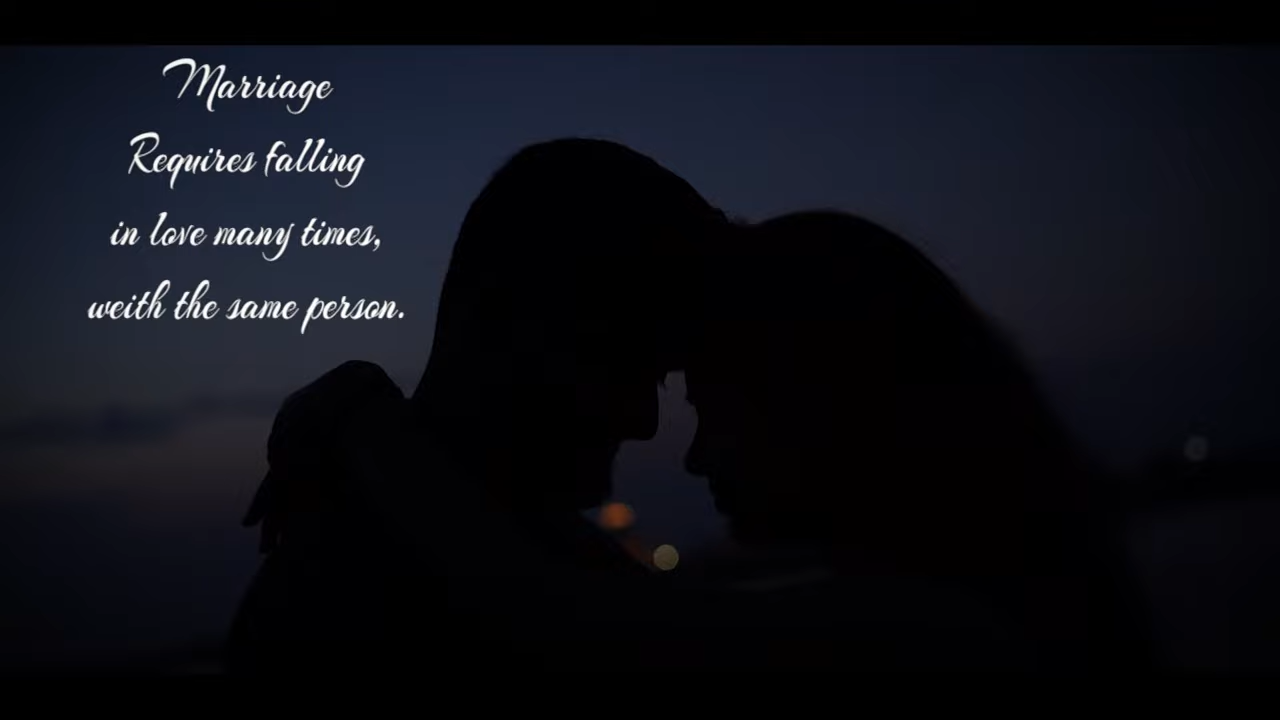 Marriage
Requires falling
in love many times,
weith the same person.